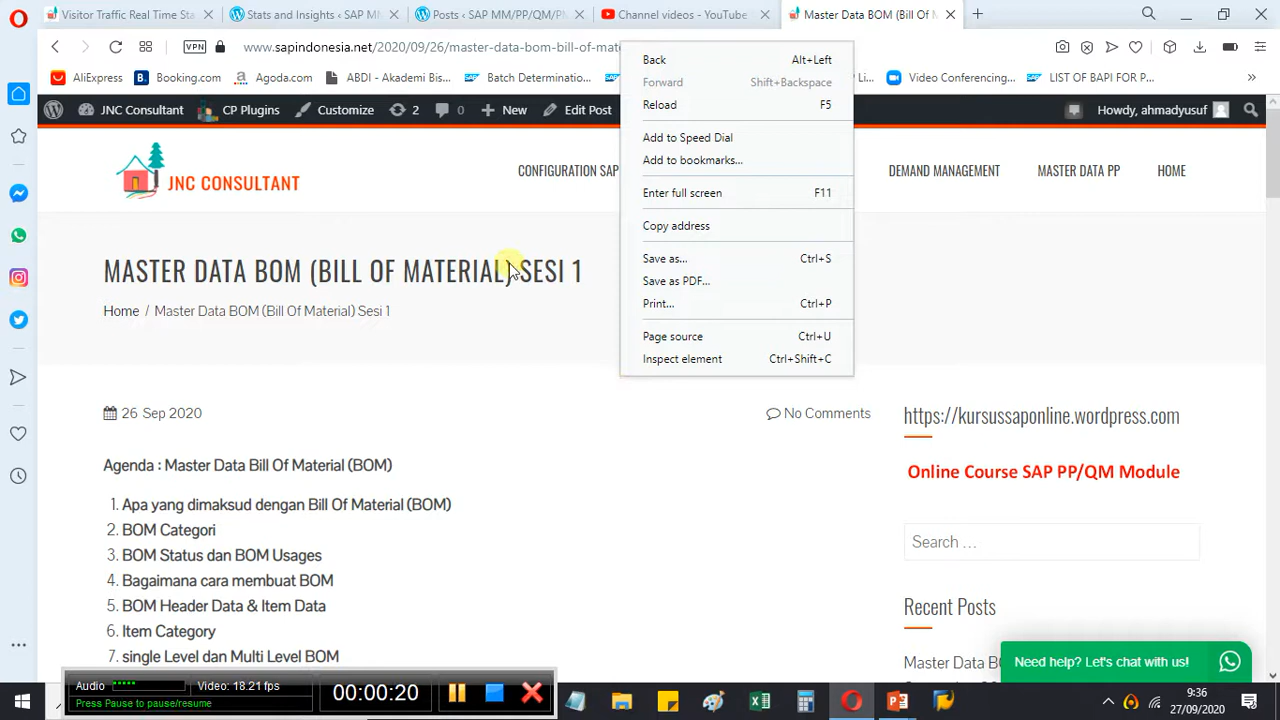 Visitor Traffic Real Time Sta
Stats and Insights ‹ SAP MM
Posts ‹ SAP MM/PP/QM/PM
Channel videos - YouTube
Master Data BOM (Bill Of M
VPN
www.sapindonesia.net/2020/09/26/master-data-bom-bill-of-mate
AliExpress
Booking.com
Agoda.com
ABDI - Akademi Bis...
Batch Determinatio...
Video Conferencing...
LIST OF BAPI FOR P...
JNC Consultant
CP Plugins
Customize
2
0
New
Edit Post
Howdy, ahmadyusuf
JNC CONSULTANT
CONFIGURATION SAP
DEMAND MANAGEMENT
MASTER DATA PP
HOME
Back Alt+Left
Forward Shift+Backspace
Reload F5
Add to Speed Dial
Add to bookmarks...
Enter full screen F11
Copy address
Save as... Ctrl+S
Save as PDF...
Print... Ctrl+P
Page source Ctrl+U
Inspect element Ctrl+Shift+C
MASTER DATA BOM (BILL OF MATERIAL) SESI 1
Home / Master Data BOM (Bill Of Material) Sesi 1
26 Sep 2020
No Comments
Agenda : Master Data Bill Of Material (BOM)
1. Apa yang dimaksud dengan Bill Of Material (BOM)
2. BOM Categori
3. BOM Status dan BOM Usages
4. Bagaimana cara membuat BOM
5. BOM Header Data & Item Data
6. Item Category
7. single Level dan Multi Level BOM
https://kursussaponline.wordpress.com
Online Course SAP PP/QM Module
Search …
Recent Posts
Master Data B
Need help? Let's chat with us!
Audio
Video: 18.21 fps
Press Pause to pause/resume
00:00:20
9:36
27/09/2020